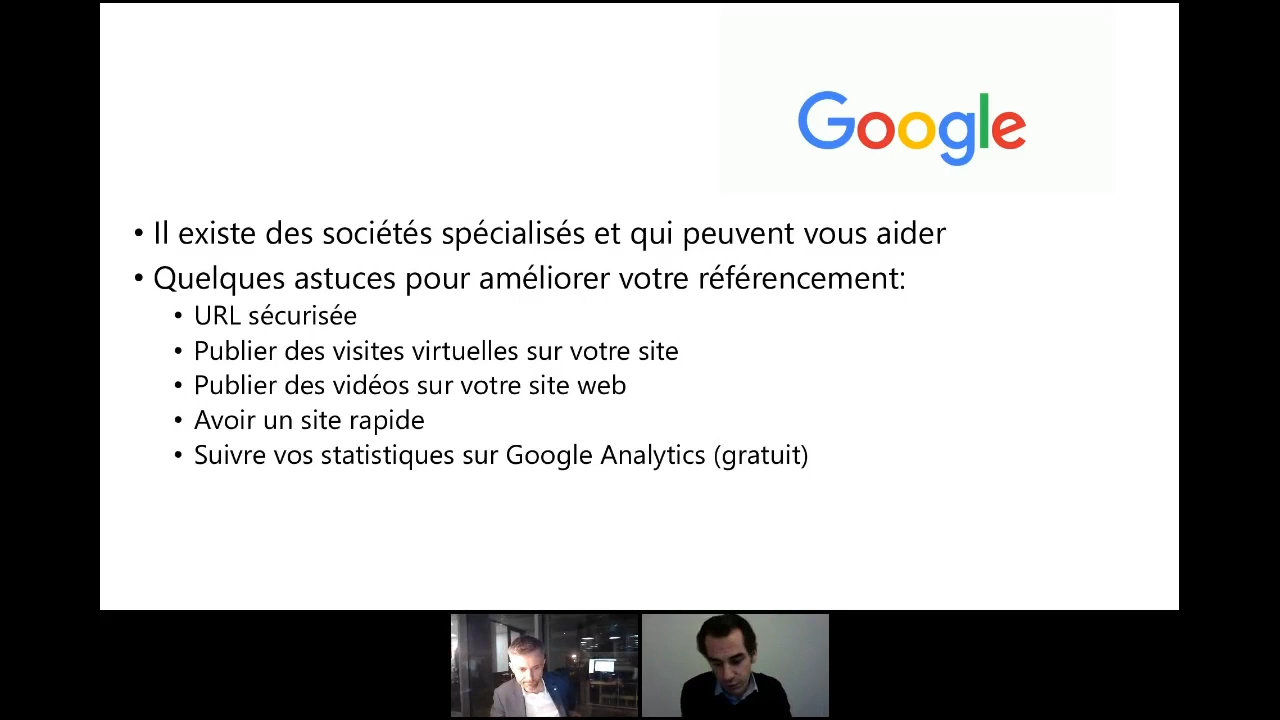 Google
• Il existe des sociétés spécialisés et qui peuvent vous aider
• Quelques astuces pour améliorer votre référencement:
• URL sécurisée
• Publier des visites virtuelles sur votre site
• Publier des vidéos sur votre site web
• Avoir un site rapide
• Suivre vos statistiques sur Google Analytics (gratuit)